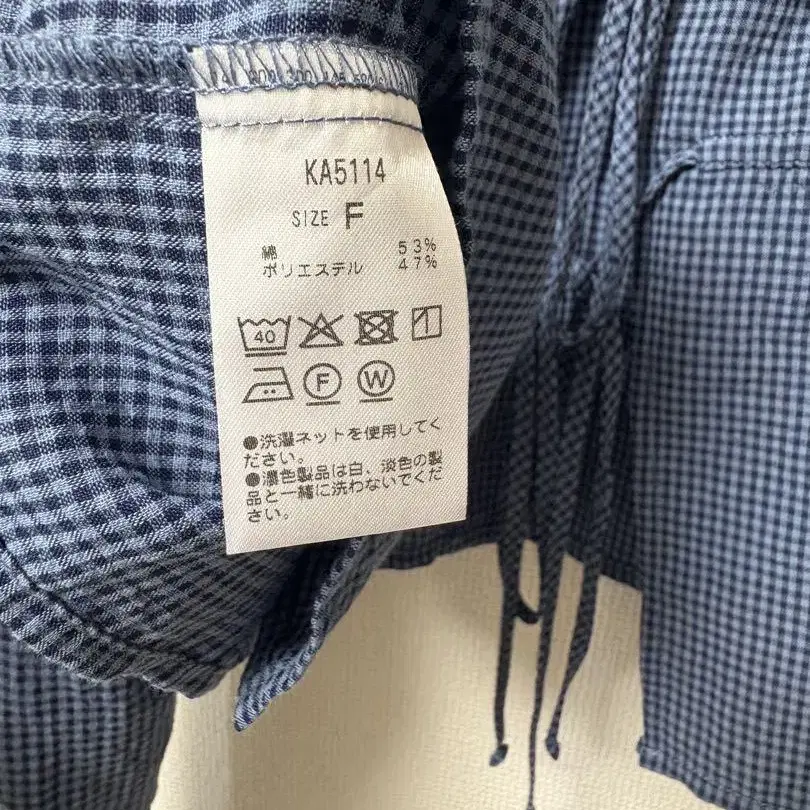 KA5114
SIZE F
綿 53%
ポリエステル 47%
40
F W
●洗濯ネットを使用してく
ださい。
●濃色製品は白、淡色の製
品と一緒に洗わないでくだ
さい。